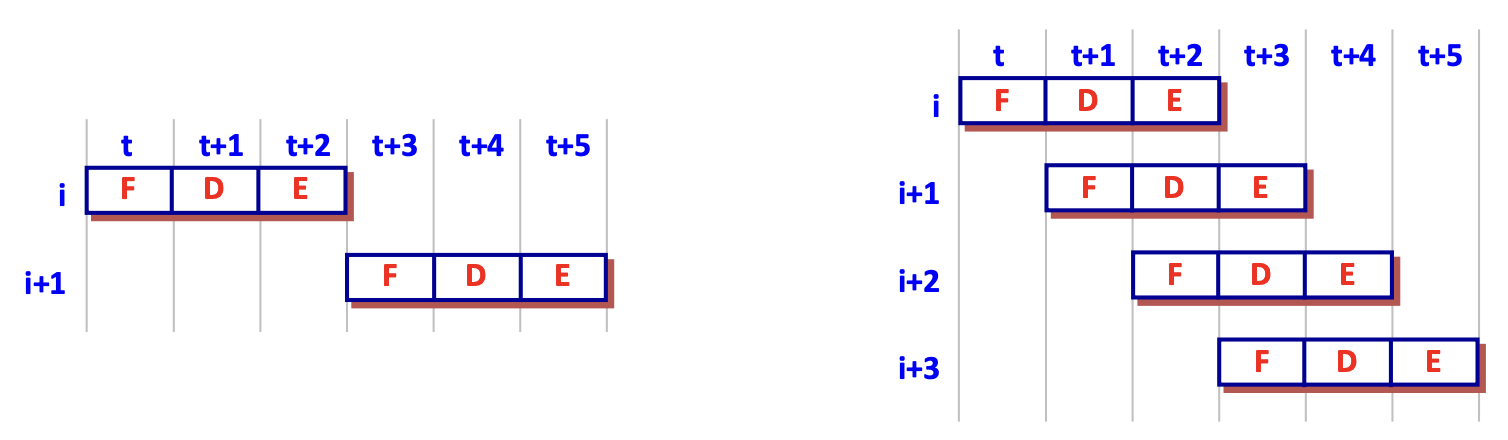 t t+1 t+2 t+3 t+4 t+5
i F D E
i+1 F D E
t t+1 t+2 t+3 t+4 t+5
i F D E
i+1 F D E
i+2 F D E
i+3 F D E